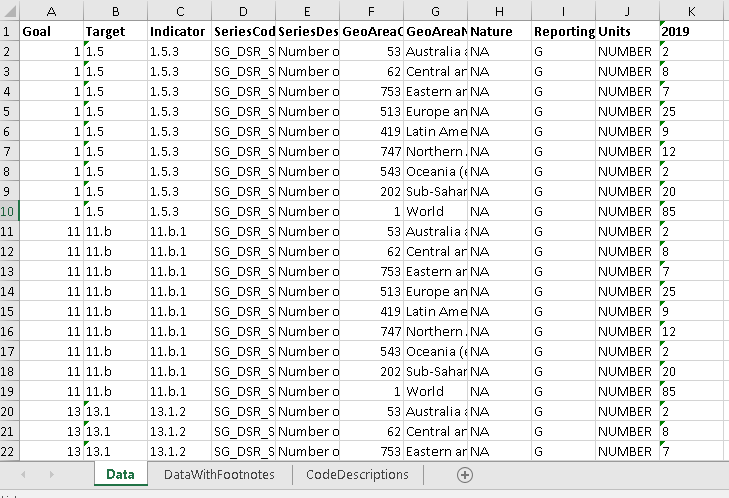 A B C D E F G H I J K
1 Goal Target Indicator SeriesCod SeriesDes GeoAreaC GeoAreaN Nature Reporting Units 2019
2 1 1.5 1.5.3 SG_DSR_S Number o 53 Australia a NA G NUMBER 2
3 1 1.5 1.5.3 SG_DSR_S Number o 62 Central an NA G NUMBER 8
4 1 1.5 1.5.3 SG_DSR_S Number o 753 Eastern an NA G NUMBER 7
5 1 1.5 1.5.3 SG_DSR_S Number o 513 Europe an NA G NUMBER 25
6 1 1.5 1.5.3 SG_DSR_S Number o 419 Latin Ame NA G NUMBER 9
7 1 1.5 1.5.3 SG_DSR_S Number o 747 Northern NA G NUMBER 12
8 1 1.5 1.5.3 SG_DSR_S Number o 543 Oceania (e NA G NUMBER 2
9 1 1.5 1.5.3 SG_DSR_S Number o 202 Sub-Sahar NA G NUMBER 20
10 1 1.5 1.5.3 SG_DSR_S Number o 1 World NA G NUMBER 85
11 11 11.b 11.b.1 SG_DSR_S Number o 53 Australia a NA G NUMBER 2
12 11 11.b 11.b.1 SG_DSR_S Number o 62 Central an NA G NUMBER 8
13 11 11.b 11.b.1 SG_DSR_S Number o 753 Eastern an NA G NUMBER 7
14 11 11.b 11.b.1 SG_DSR_S Number o 513 Europe an NA G NUMBER 25
15 11 11.b 11.b.1 SG_DSR_S Number o 419 Latin Ame NA G NUMBER 9
16 11 11.b 11.b.1 SG_DSR_S Number o 747 Northern NA G NUMBER 12
17 11 11.b 11.b.1 SG_DSR_S Number o 543 Oceania (e NA G NUMBER 2
18 11 11.b 11.b.1 SG_DSR_S Number o 202 Sub-Sahar NA G NUMBER 20
19 11 11.b 11.b.1 SG_DSR_S Number o 1 World NA G NUMBER 85
20 13 13.1 13.1.2 SG_DSR_S Number o 53 Australia a NA G NUMBER 2
21 13 13.1 13.1.2 SG_DSR_S Number o 62 Central an NA G NUMBER 8
22 13 13.1 13.1.2 SG_DSR_S Number o 753 Eastern an NA G NUMBER 7
Data DataWithFootnotes CodeDescriptions